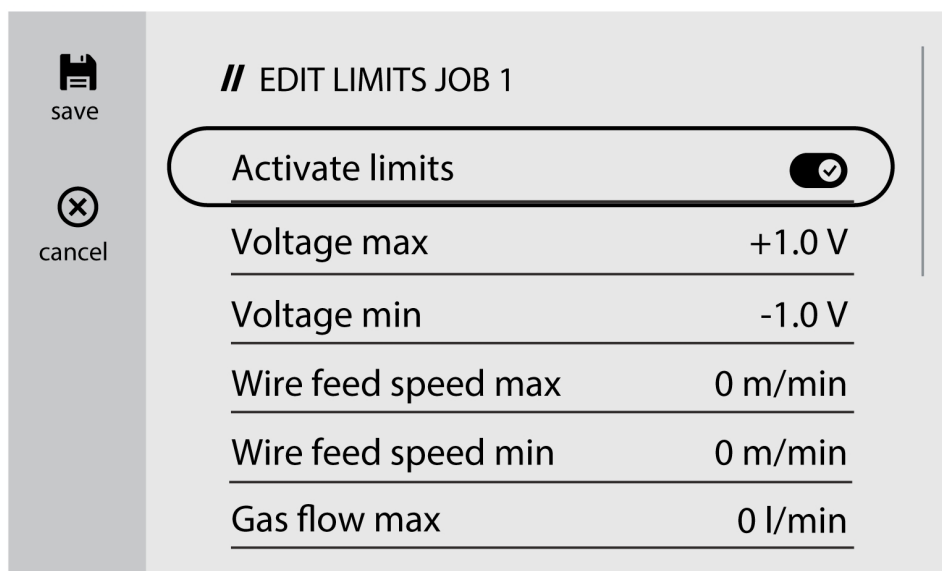 save
cancel
// EDIT LIMITS JOB 1
Activate limits
Voltage max +1.0 V
Voltage min -1.0 V
Wire feed speed max 0 m/min
Wire feed speed min 0 m/min
Gas flow max 0 l/min